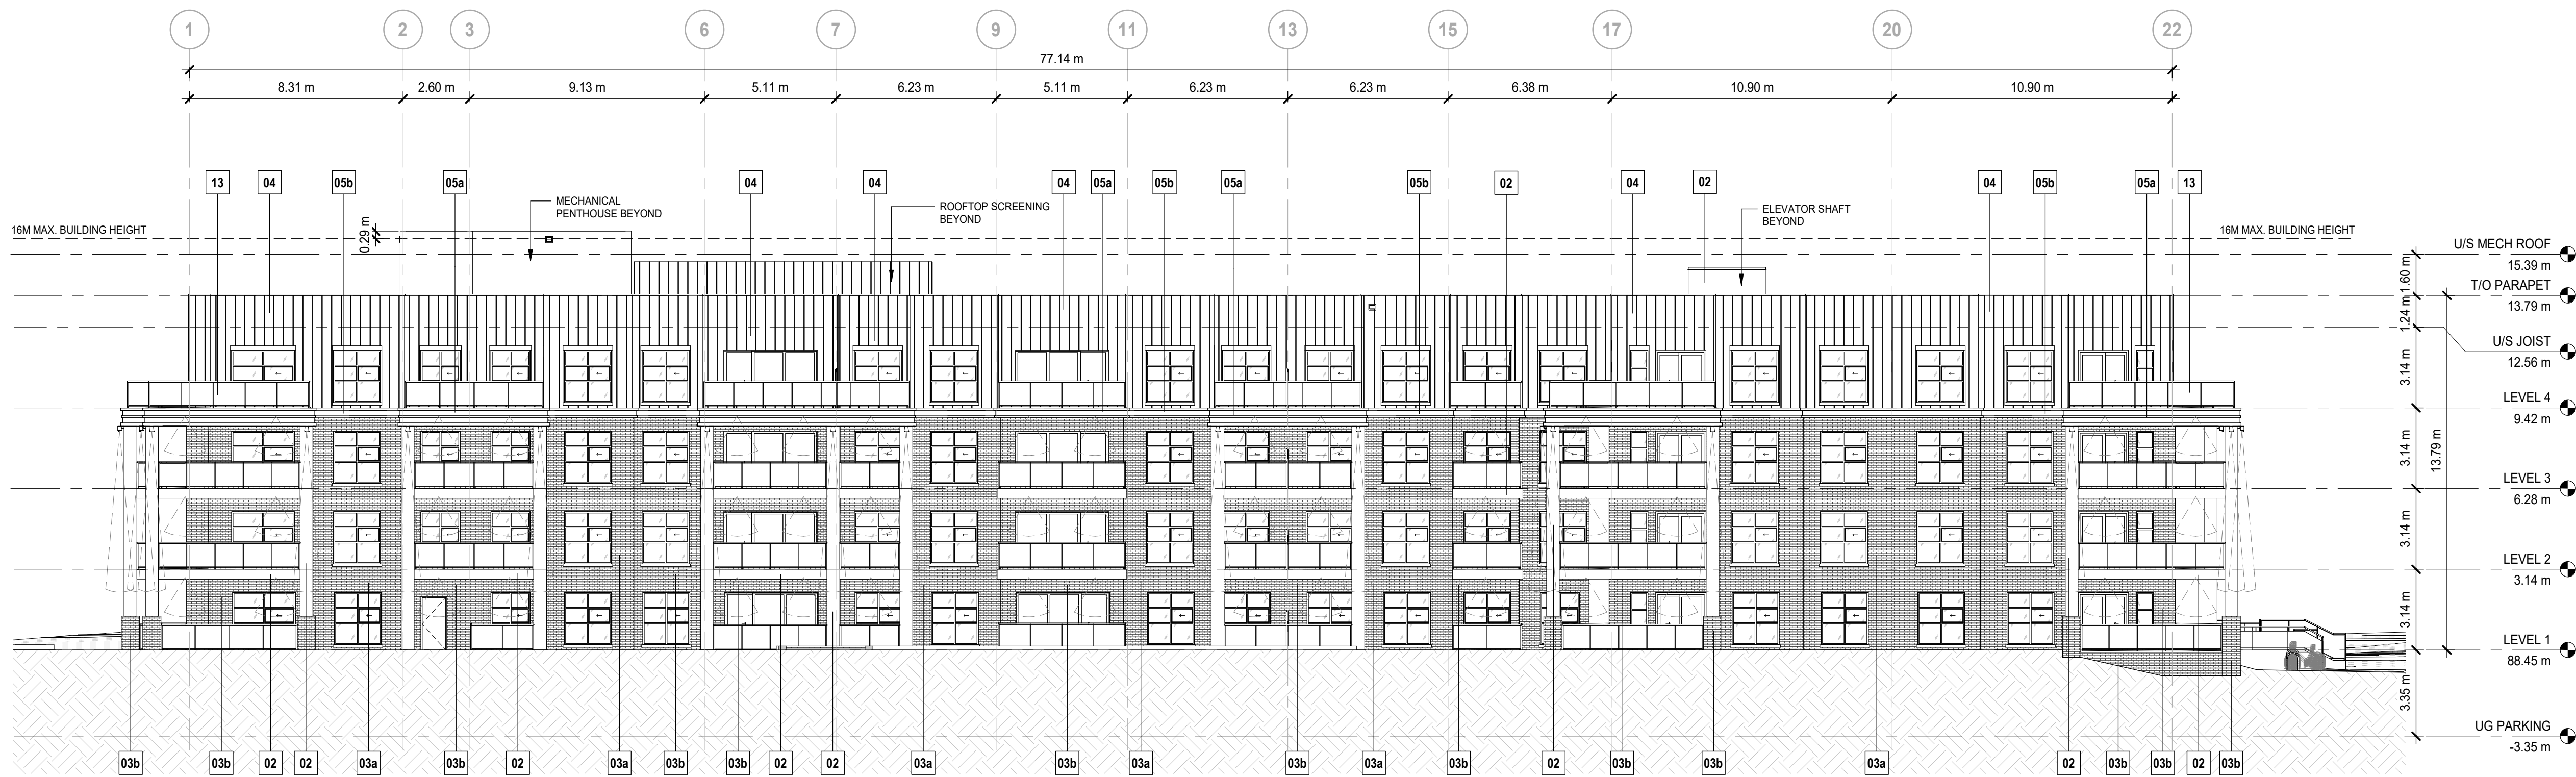 1 2 3 6 7 9 11 13 15 17 20 22
77.14 m
8.31 m 2.60 m 9.13 m 5.11 m 6.23 m 5.11 m 6.23 m 6.23 m 6.38 m 10.90 m 10.90 m
13 04 05b 05a 04 04 04 05a 05b 05a 05b 02 04 02 04 05b 05a 13
MECHANICAL
PENTHOUSE BEYOND
ROOFTOP SCREENING
BEYOND
ELEVATOR SHAFT
BEYOND
16M MAX. BUILDING HEIGHT
0.29 m
16M MAX. BUILDING HEIGHT
U/S MECH ROOF
15.39 m
1.60 m
T/O PARAPET
13.79 m
1.24 m
U/S JOIST
12.56 m
3.14 m
LEVEL 4
9.42 m
3.14 m
13.79 m
LEVEL 3
6.28 m
3.14 m
LEVEL 2
3.14 m
3.14 m
LEVEL 1
88.45 m
3.35 m
UG PARKING
-3.35 m
03b 03b 02 02 03a 03b 02 03a 03b 03b 02 02 03a 03b 03a 03b 03a 03b 02 03b 03b 03a 02 03b 03b 02 03b